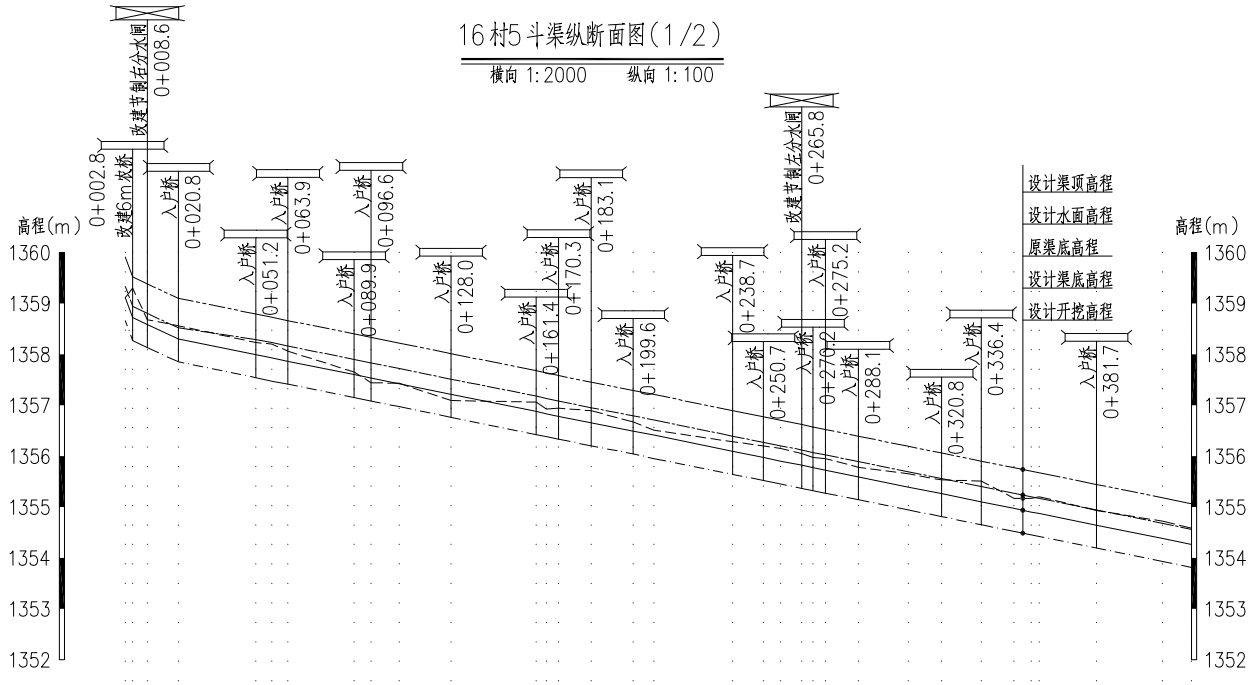 16村5斗渠纵断面图(1/2)
横向 1:2000 纵向 1:100
0+002.8
改建6m农桥
改建节制右分水闸
0+008.6
入户桥
0+020.8
入户桥
0+051.2
入户桥
0+063.9
入户桥
0+089.9
入户桥
0+096.6
入户桥
0+128.0
入户桥
0+161.4
入户桥
0+170.3
入户桥
0+183.1
入户桥
0+199.6
入户桥
0+238.7
入户桥
0+250.7
改建节制左分水闸
0+265.8
入户桥
0+270.2
入户桥
0+275.2
入户桥
0+288.1
入户桥
0+320.8
入户桥
0+336.4
入户桥
0+381.7
设计渠顶高程
设计水面高程
原渠底高程
设计渠底高程
设计开挖高程
高程(m)
1360
1359
1358
1357
1356
1355
1354
1353
1352
高程(m)
1360
1359
1358
1357
1356
1355
1354
1353
1352